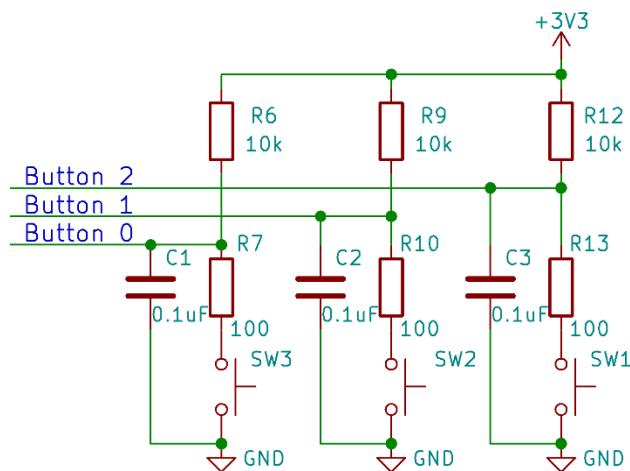 +3V3
R6 R9 R12
10k 10k 10k
Button 2
Button 1
Button 0
R7 R10 R13
C1 C2 C3
0.1uF 0.1uF 0.1uF
100 100 100
SW3 SW2 SW1
GND GND GND